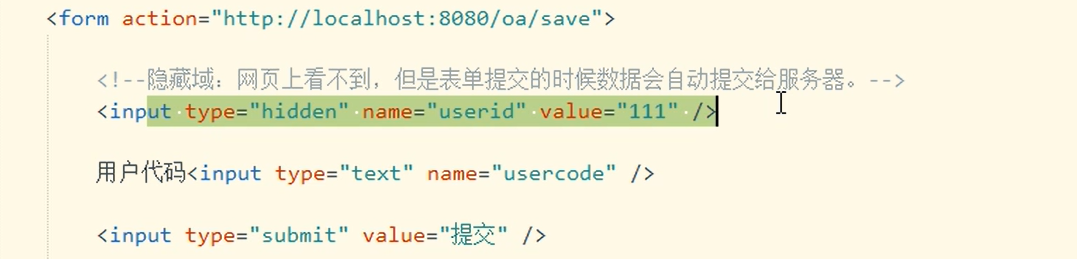 <form action="http://localhost:8080/oa/save">
<!--隐藏域：网页上看不到，但是表单提交的时候数据会自动提交给服务器。-->
<input type="hidden" name="userid" value="111" />
用户代码<input type="text" name="usercode" />
<input type="submit" value="提交" />